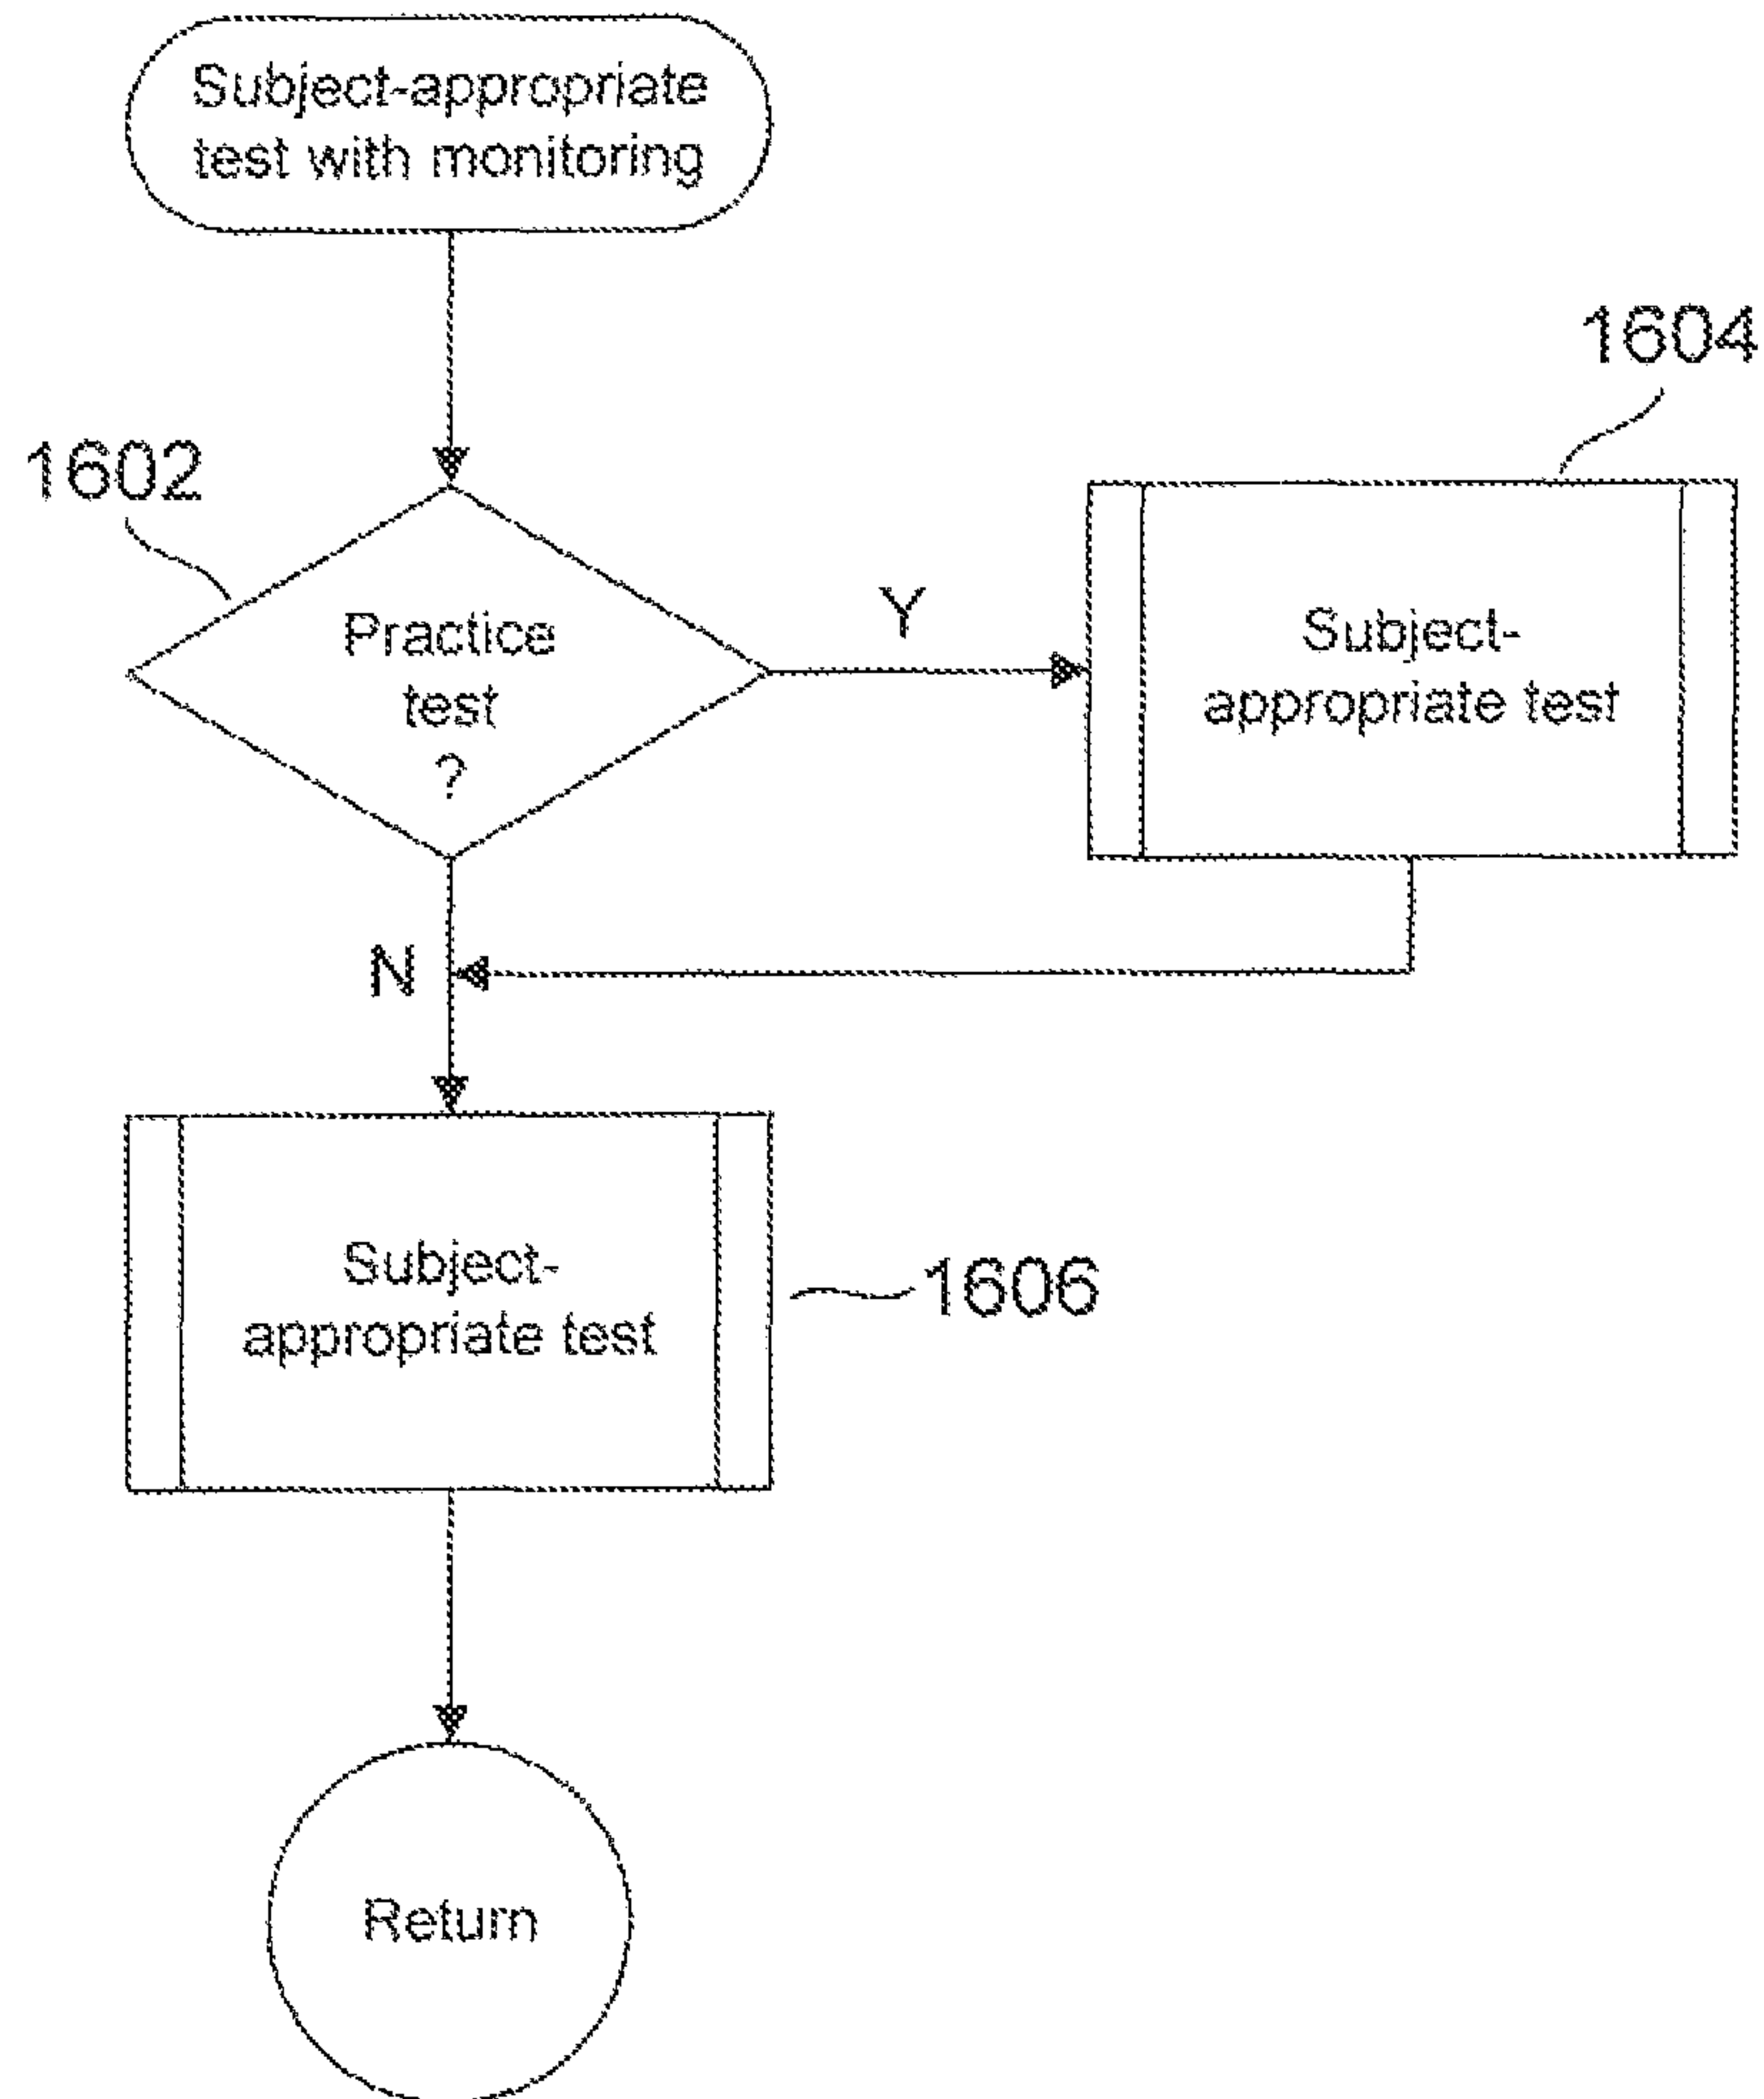 Subject-appropriate
test with monitoring
1604
1602
Practice
test
?
Y
Subject-
appropriate test
N
Subject-
appropriate test
1606
Return